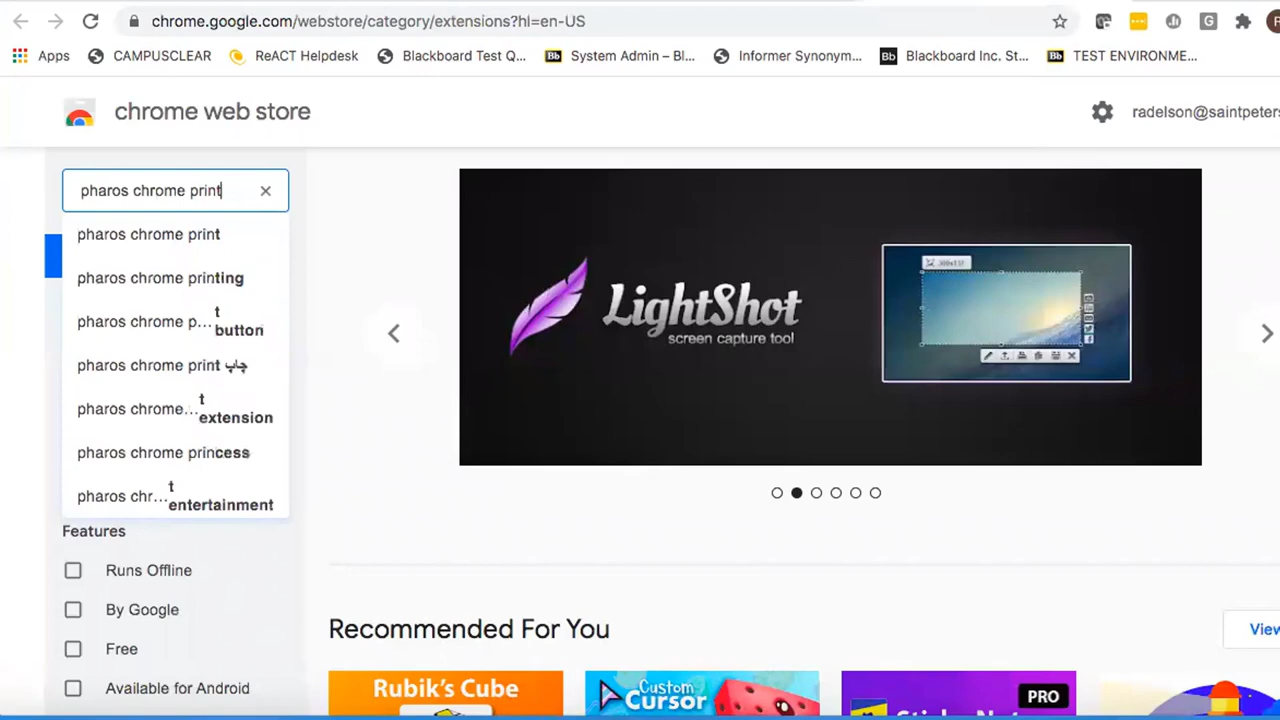 chrome.google.com/webstore/category/extensions?hl=en-US
Apps CAMPUSCLEAR ReACT Helpdesk Blackboard Test Q... Bb System Admin – Bl... Informer Synonym... Bb Blackboard Inc. St... Bb TEST ENVIRONME...
chrome web store
radelson@saintpeters
pharos chrome print
pharos chrome print
pharos chrome printing
pharos chrome p... t button
pharos chrome print چاپ
pharos chrome... t extension
pharos chrome princess
pharos chr... t entertainment
LightShot
screen capture tool
Features
Runs Offline
By Google
Free
Available for Android
Recommended For You
View
Rubik's Cube
Custom
Cursor
PRO